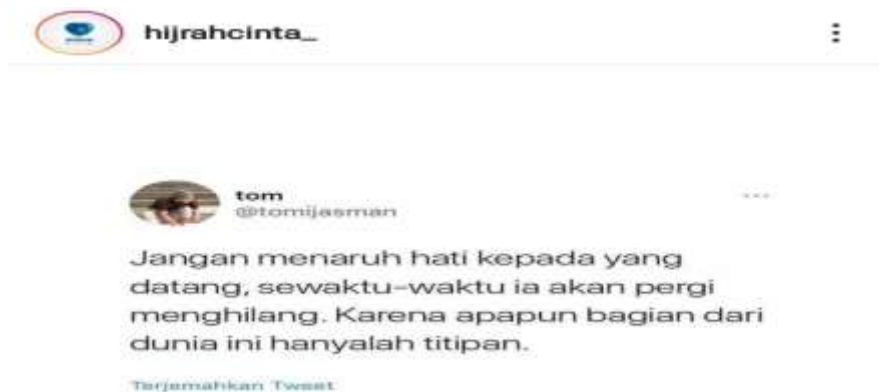 hijrahcinta_
tom
@tomijasman
Jangan menaruh hati kepada yang
datang, sewaktu-waktu ia akan pergi
menghilang. Karena apapun bagian dari
dunia ini hanyalah titipan.
Terjemahkan Tweet